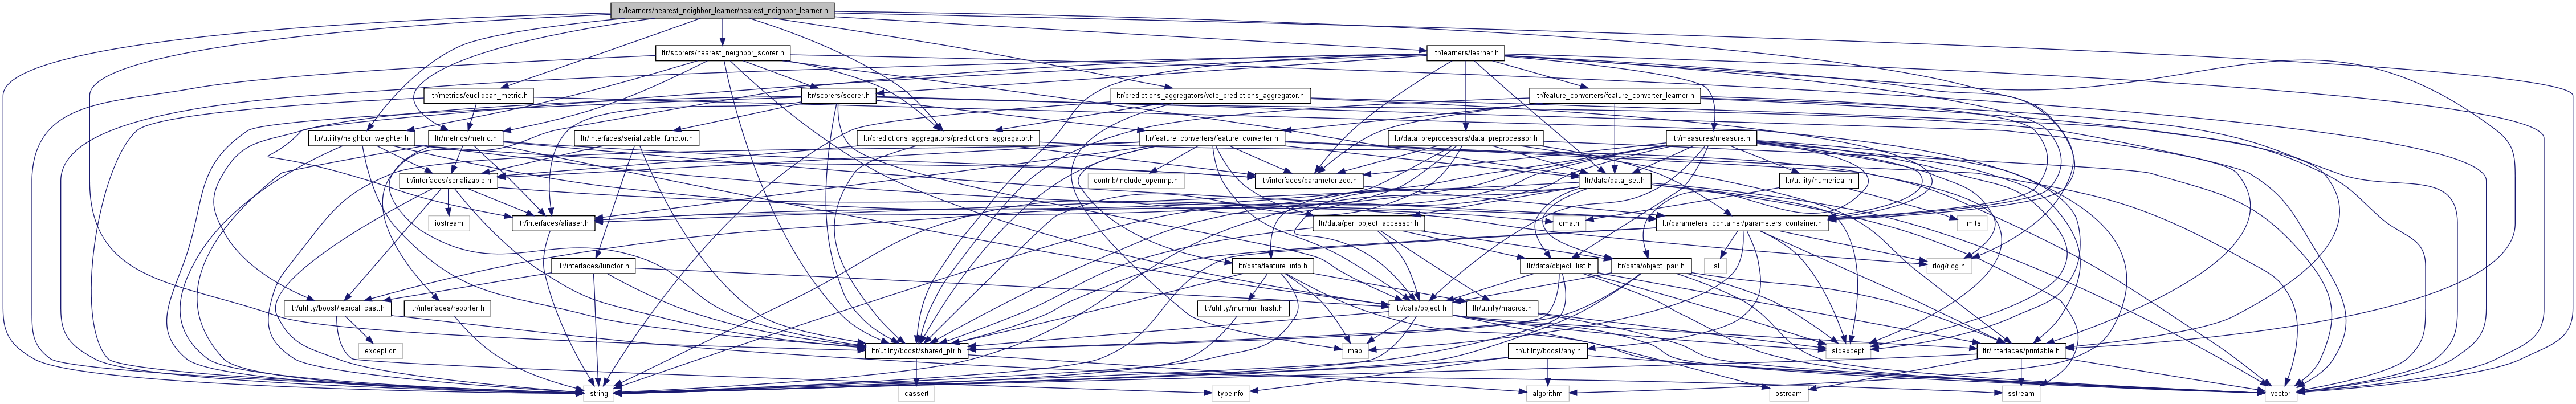 ltr/learners/nearest_neighbor_learner/nearest_neighbor_learner.h
ltr/scorers/nearest_neighbor_scorer.h
ltr/learners/learner.h
ltr/metrics/euclidean_metric.h
ltr/scorers/scorer.h
ltr/predictions_aggregators/vote_predictions_aggregator.h
ltr/feature_converters/feature_converter_learner.h
ltr/utility/neighbor_weighter.h
ltr/metrics/metric.h
ltr/interfaces/serializable_functor.h
ltr/predictions_aggregators/predictions_aggregator.h
ltr/feature_converters/feature_converter.h
ltr/data_preprocessors/data_preprocessor.h
ltr/measures/measure.h
ltr/interfaces/serializable.h
contrib/include_openmp.h
ltr/interfaces/parameterized.h
ltr/data/data_set.h
ltr/utility/numerical.h
iostream
ltr/interfaces/aliaser.h
ltr/data/per_object_accessor.h
cmath
ltr/parameters_container/parameters_container.h
limits
ltr/interfaces/functor.h
ltr/data/feature_info.h
ltr/data/object_list.h
ltr/data/object_pair.h
list
rlog/rlog.h
ltr/utility/boost/lexical_cast.h
ltr/interfaces/reporter.h
ltr/utility/murmur_hash.h
ltr/data/object.h
ltr/utility/macros.h
exception
ltr/utility/boost/shared_ptr.h
map
ltr/utility/boost/any.h
stdexcept
ltr/interfaces/printable.h
string
cassert
typeinfo
algorithm
ostream
sstream
vector